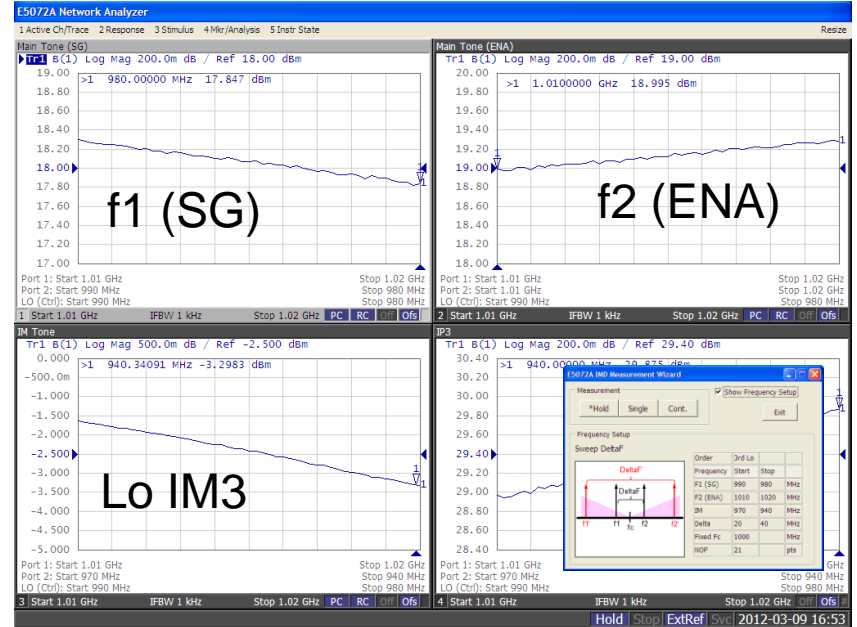 E5072A Network Analyzer
1 Active Ch/Trace 2 Response 3 Stimulus 4 Mkr/Analysis 5 Instr State Resize
Main Tone (SG)
Tr1 B(1) Log Mag 200.0m dB / Ref 18.00 dBm
>1 980.00000 MHz 17.847 dBm
19.00
18.80
18.60
18.40
18.20
18.00
17.80
17.60
17.40
17.20
17.00
1
1
f1 (SG)
Port 1: Start 1.01 GHz Stop 1.02 GHz
Port 2: Start 990 MHz Stop 980 MHz
LO (Ctrl): Start 990 MHz Stop 980 MHz
1 Start 1.01 GHz IFBW 1 kHz Stop 1.02 GHz PC RC Off Ofs
Main Tone (ENA)
Tr1 B(1) Log Mag 200.0m dB / Ref 19.00 dBm
>1 1.0100000 GHz 18.995 dBm
20.00
19.80
19.60
19.40
19.20
19.00
18.80
18.60
18.40
18.20
18.00
1
1
f2 (ENA)
Port 1: Start 1.01 GHz Stop 1.02 GHz
Port 2: Start 1.01 GHz Stop 980 MHz
LO (Ctrl): Start 990 MHz Stop 980 MHz
2 Start 1.01 GHz IFBW 1 kHz Stop 1.02 GHz PC RC Off Ofs
IM Tone
Tr1 B(1) Log Mag 500.0m dB / Ref -2.500 dBm
>1 940.34091 MHz -3.2983 dBm
0.000
-500.0m
-1.000
-1.500
-2.000
-2.500
-3.000
-3.500
-4.000
-4.500
-5.000
1
1
Lo IM3
Port 1: Start 1.01 GHz Stop 1.02 GHz
Port 2: Start 970 MHz Stop 940 MHz
LO (Ctrl): Start 990 MHz Stop 980 MHz
3 Start 1.01 GHz IFBW 1 kHz Stop 1.02 GHz PC RC Off Ofs
IP3
Tr1 B(1) Log Mag 200.0m dB / Ref 29.40 dBm
>1 940.00000 MHz 29.875 dBm
30.40
30.20
30.00
29.80
29.60
29.40
29.20
29.00
28.80
28.60
28.40
1
1
E5072A IMD Measurement Wizard
Measurement
*Hold Single Cont.
Show Frequency Setup
Exit
Frequency Setup
Sweep DeltaF
DeltaF'
DeltaF
f1' f1 fc f2 f2'
Order 3rd Lo
Frequency Start Stop
F1 (SG) 990 980 MHz
F2 (ENA) 1010 1020 MHz
IM 970 940 MHz
Delta 20 40 MHz
Fixed Fc 1000 MHz
NOP 21 pts
Port 1: Start 1.01 GHz GHz
Port 2: Start 970 MHz Stop 940 MHz
LO (Ctrl): Start 990 MHz Stop 980 MHz
4 Start 1.01 GHz IFBW 1 kHz Stop 1.02 GHz Off Ofs #
Hold Stop ExtRef Svc 2012-03-09 16:53